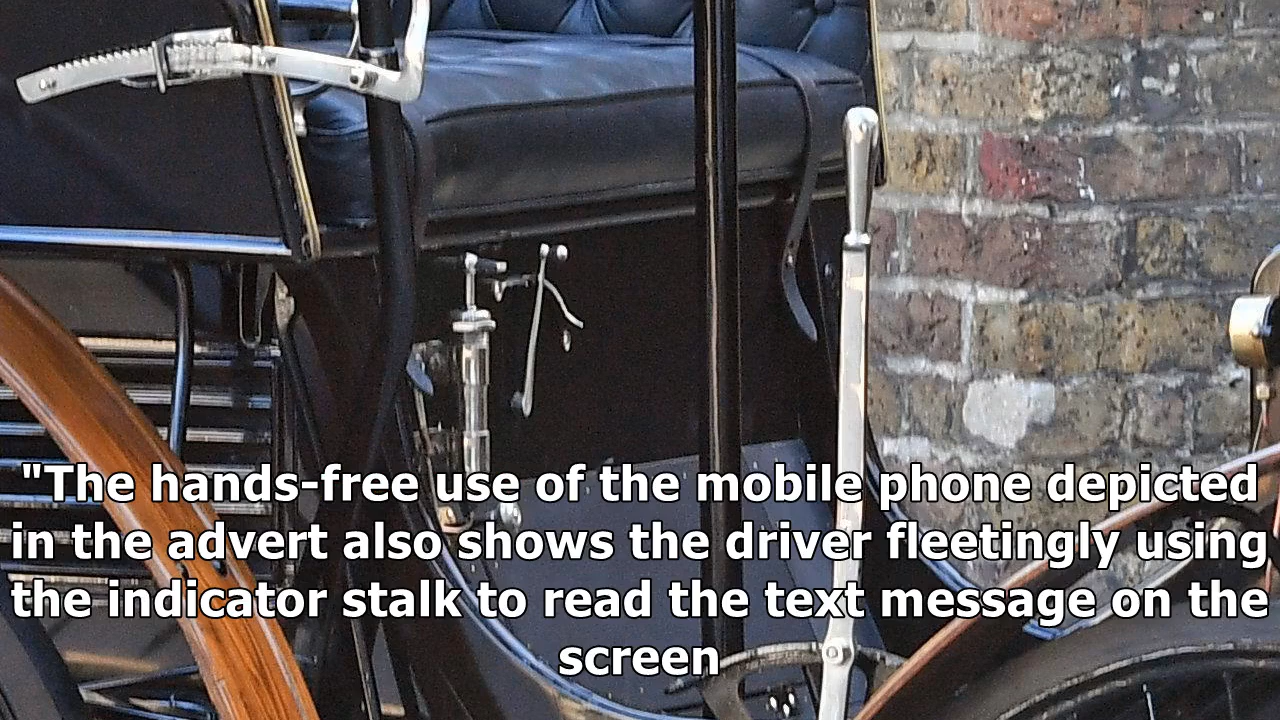 "The hands-free use of the mobile phone depicted
in the advert also shows the driver fleetingly using
the indicator stalk to read the text message on the
screen